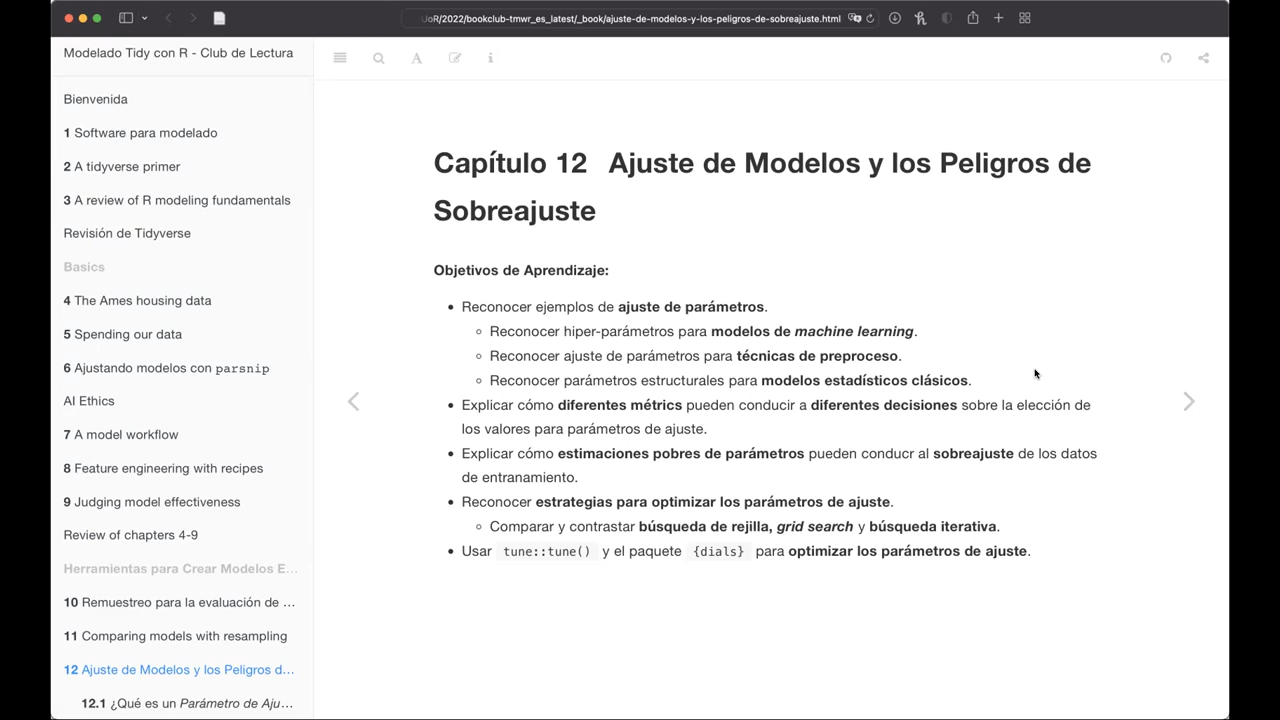 UoR/2022/bookclub-tmwr_es_latest/_book/ajuste-de-modelos-y-los-peligros-de-sobreajuste.html
Modelado Tidy con R - Club de Lectura
Bienvenida
1 Software para modelado
2 A tidyverse primer
3 A review of R modeling fundamentals
Revisión de Tidyverse
Basics
4 The Ames housing data
5 Spending our data
6 Ajustando modelos con parsnip
AI Ethics
7 A model workflow
8 Feature engineering with recipes
9 Judging model effectiveness
Review of chapters 4-9
Herramientas para Crear Modelos E...
10 Remuestreo para la evaluación de ...
11 Comparing models with resampling
12 Ajuste de Modelos y los Peligros d...
12.1 ¿Qué es un Parámetro de Aju...
Capítulo 12 Ajuste de Modelos y los Peligros de
Sobreajuste
Objetivos de Aprendizaje:
• Reconocer ejemplos de ajuste de parámetros.
◦ Reconocer hiper-parámetros para modelos de machine learning.
◦ Reconocer ajuste de parámetros para técnicas de preproceso.
◦ Reconocer parámetros estructurales para modelos estadísticos clásicos.
• Explicar cómo diferentes métrics pueden conducir a diferentes decisiones sobre la elección de
los valores para parámetros de ajuste.
• Explicar cómo estimaciones pobres de parámetros pueden conducr al sobreajuste de los datos
de entranamiento.
• Reconocer estrategias para optimizar los parámetros de ajuste.
◦ Comparar y contrastar búsqueda de rejilla, grid search y búsqueda iterativa.
• Usar tune::tune() y el paquete {dials} para optimizar los parámetros de ajuste.